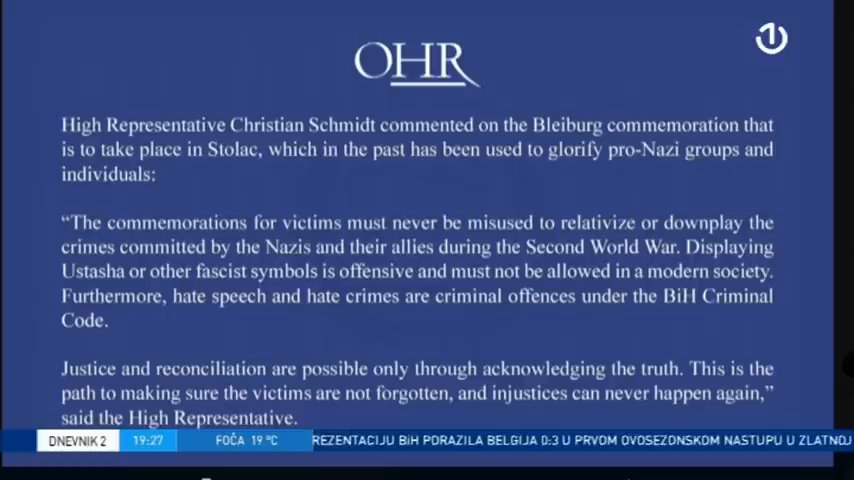 OHR
High Representative Christian Schmidt commented on the Bleiburg commemoration that
is to take place in Stolac, which in the past has been used to glorify pro-Nazi groups and
individuals:
“The commemorations for victims must never be misused to relativize or downplay the
crimes committed by the Nazis and their allies during the Second World War. Displaying
Ustasha or other fascist symbols is offensive and must not be allowed in a modern society.
Furthermore, hate speech and hate crimes are criminal offences under the BiH Criminal
Code.
Justice and reconciliation are possible only through acknowledging the truth. This is the
path to making sure the victims are not forgotten, and injustices can never happen again,”
said the High Representative.
DNEVNIK 2 19:27 FOČA 19 °C REZENTACIJU BIH PORAZILA BELGIJA 0:3 U PRVOM OVOSEZONSKOM NASTUPU U ZLATNOJ